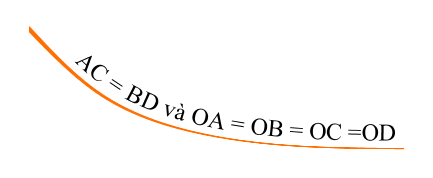 AC = BD và OA = OB = OC =OD